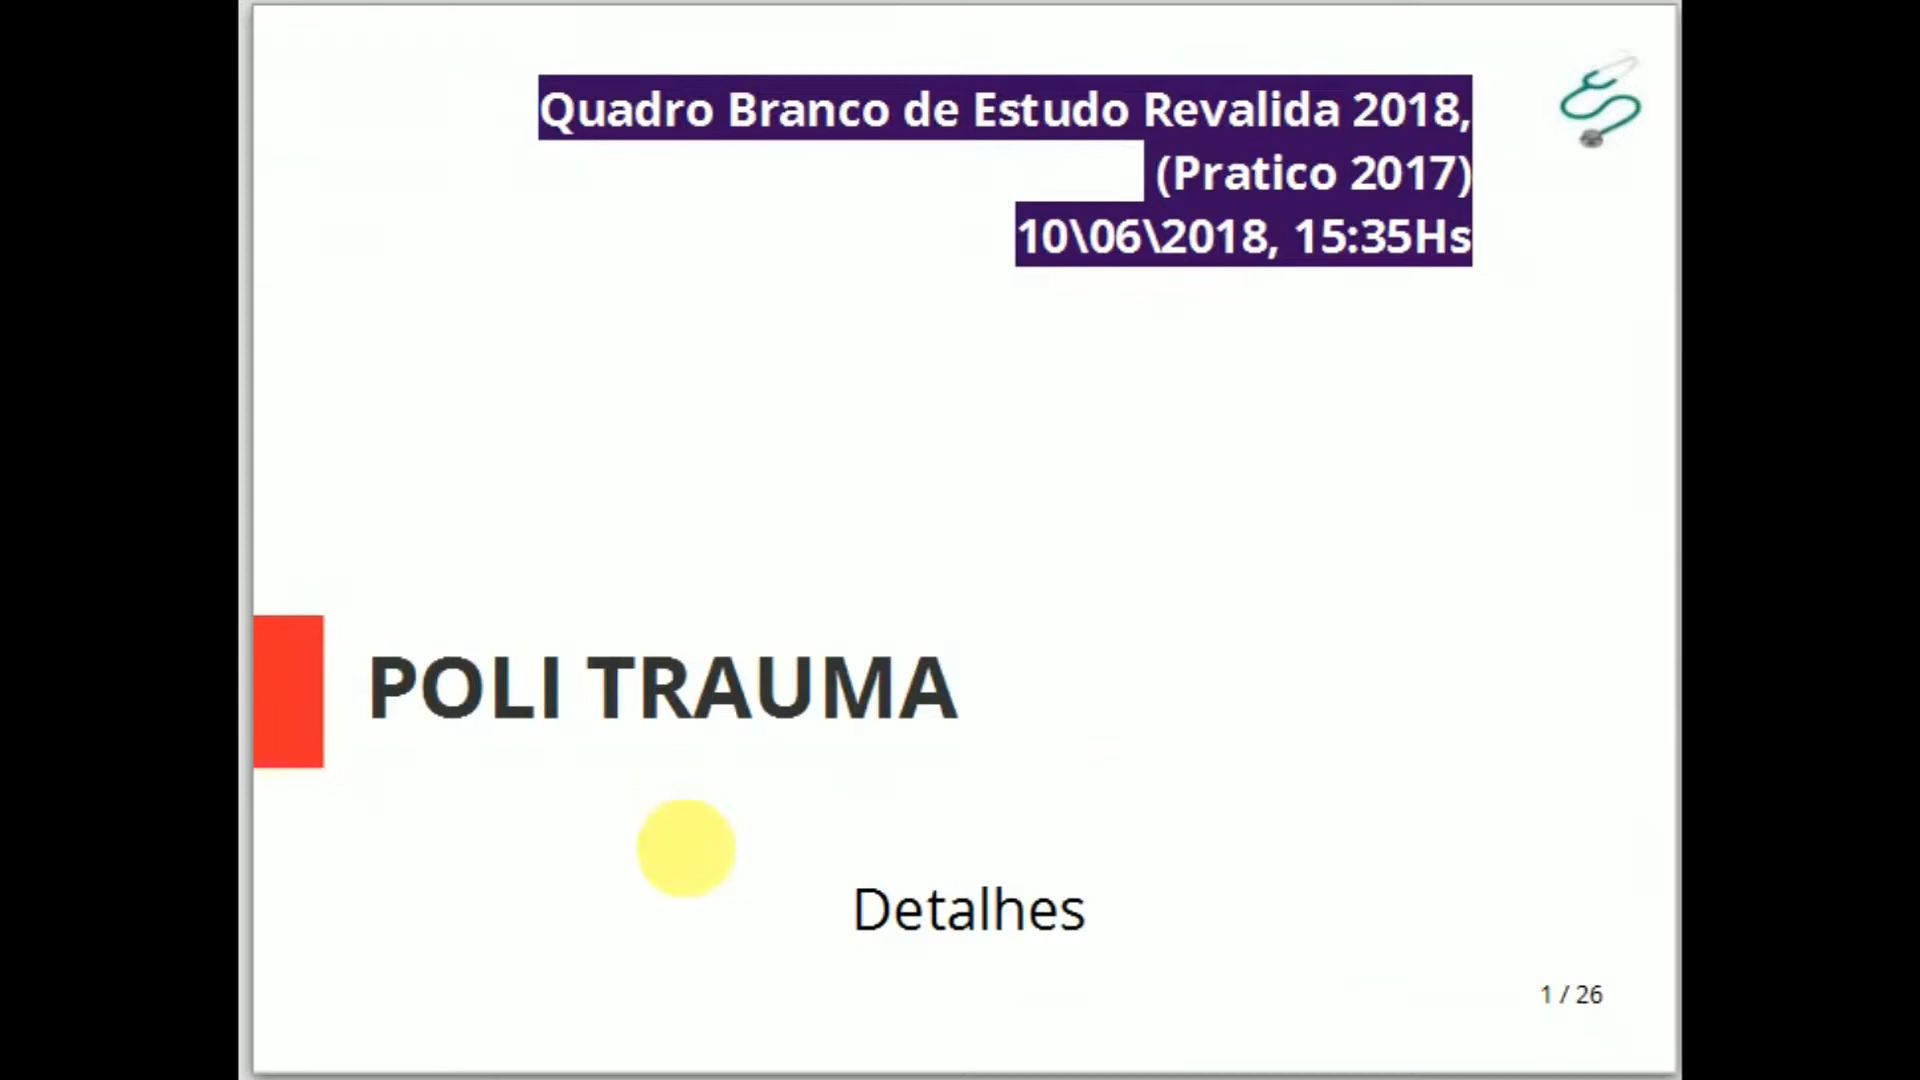 Quadro Branco de Estudo Revalida 2018,
(Pratico 2017)
10\06\2018, 15:35Hs
POLI TRAUMA
Detalhes
1 / 26